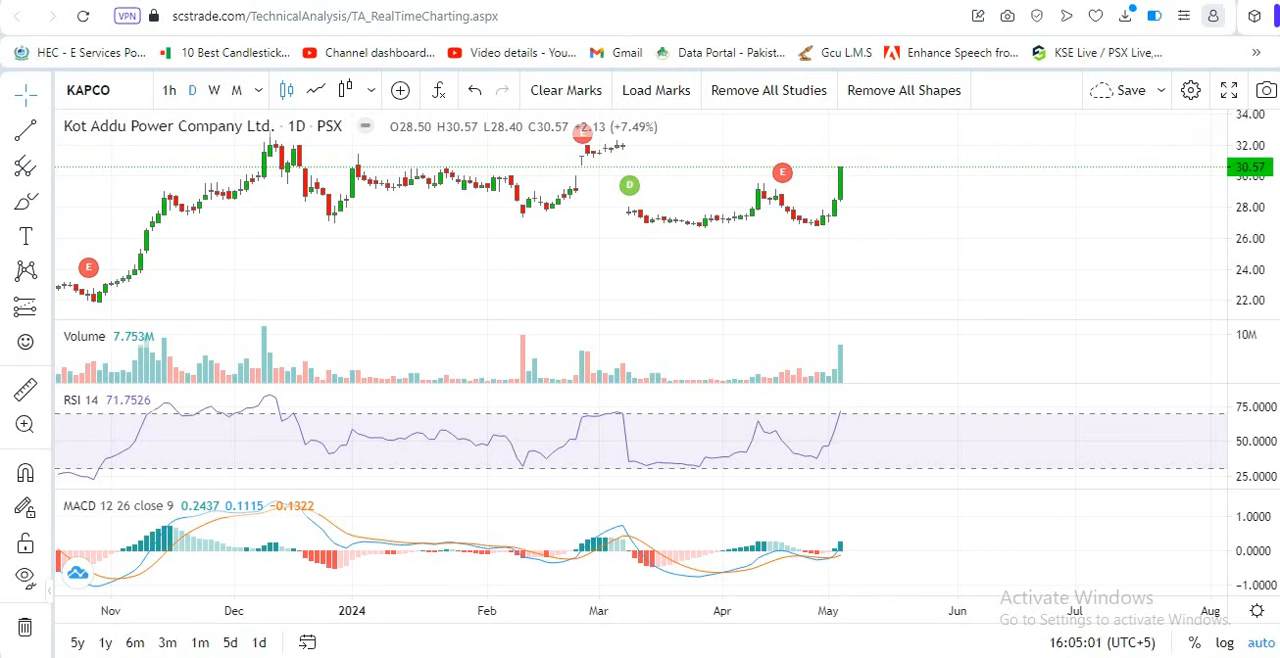 VPN scstrade.com/TechnicalAnalysis/TA_RealTimeCharting.aspx
HEC - E Services Po... 10 Best Candlestick... Channel dashboard... Video details - You... Gmail Data Portal - Pakist... Gcu L.M.S Enhance Speech fro... KSE Live / PSX Live,... »
KAPCO 1h D W M Clear Marks Load Marks Remove All Studies Remove All Shapes Save
Kot Addu Power Company Ltd. · 1D · PSX O28.50 H30.57 L28.40 C30.57 +2.13 (+7.49%)
34.00
32.00
30.57
30.00
28.00
26.00
24.00
22.00
E
E
D
E
Volume 7.753M
10M
RSI 14 71.7526
75.0000
50.0000
25.0000
MACD 12 26 close 9 0.2437 0.1115 -0.1322
1.0000
0.0000
-1.0000
Nov Dec 2024 Feb Mar Apr May Jun Jul Aug
Activate Windows
Go to Settings to activate Windows.
5y 1y 6m 3m 1m 5d 1d 16:05:01 (UTC+5) % log auto